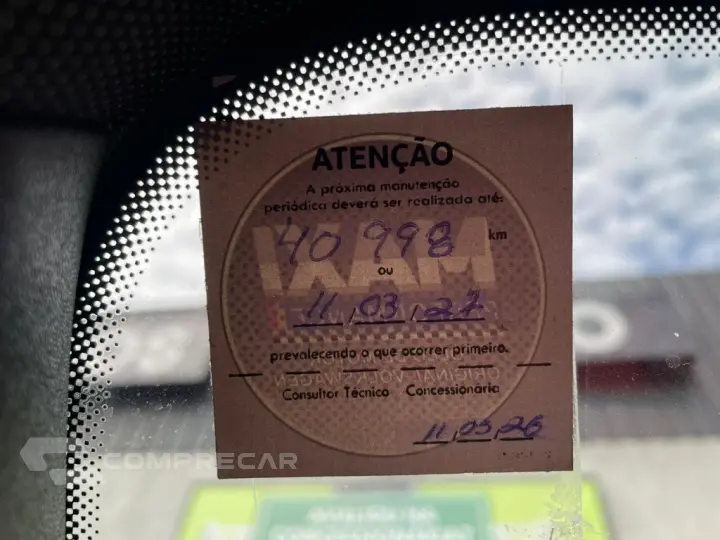 ATENÇÃO
A próxima manutenção
periódica deverá ser realizada até:
40 998 km
ou
11 / 03 / 27
prevalecendo o que ocorrer primeiro.
Consultor Técnico Concessionária
11, 03, 26
COMPRECAR